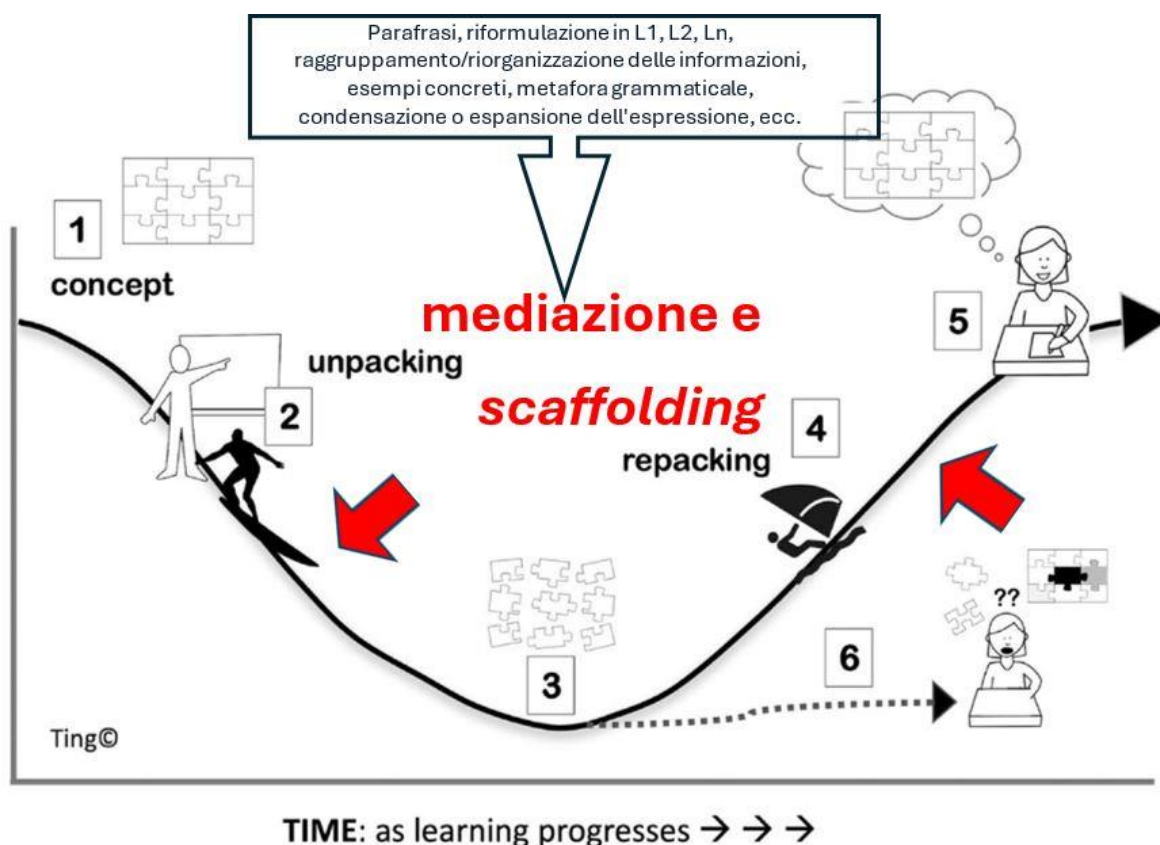 Parafrasi, riformulazione in L1, L2, Ln,
raggruppamento/riorganizzazione delle informazioni,
esempi concreti, metafora grammaticale,
condensazione o espansione dell'espressione, ecc.
1
concept
mediazione e
scaffolding
unpacking
2
3
4
repacking
5
6
??
Ting©
TIME: as learning progresses → → →